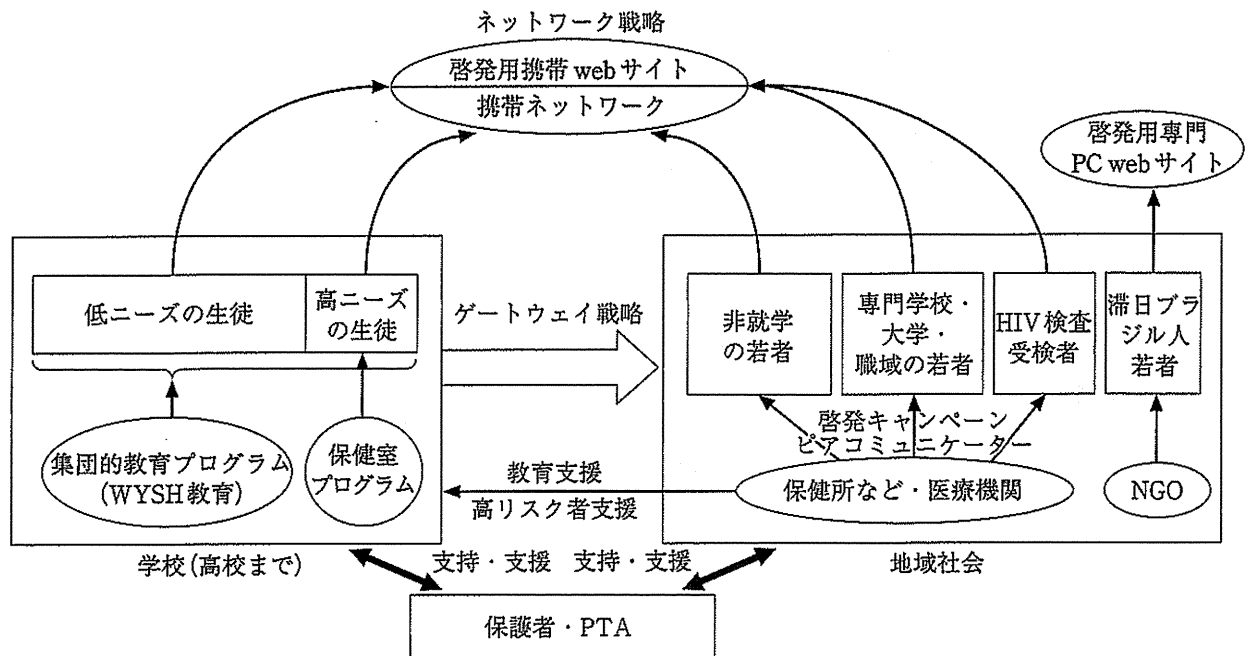 ネットワーク戦略
啓発用携帯webサイト
携帯ネットワーク
啓発用専門
PC webサイト
低ニーズの生徒
高ニーズ
の生徒
ゲートウェイ戦略
非就学
の若者
専門学校・
大学・
職域の若者
HIV検査
受検者
滞日ブラ
ジル人
若者
集団的教育プログラム
(WYSH教育)
保健室
プログラム
啓発キャンペーン
ピアコミュニケーター
教育支援
高リスク者支援
保健所など・医療機関
NGO
学校(高校まで)
支持・支援
支持・支援
地域社会
保護者・PTA